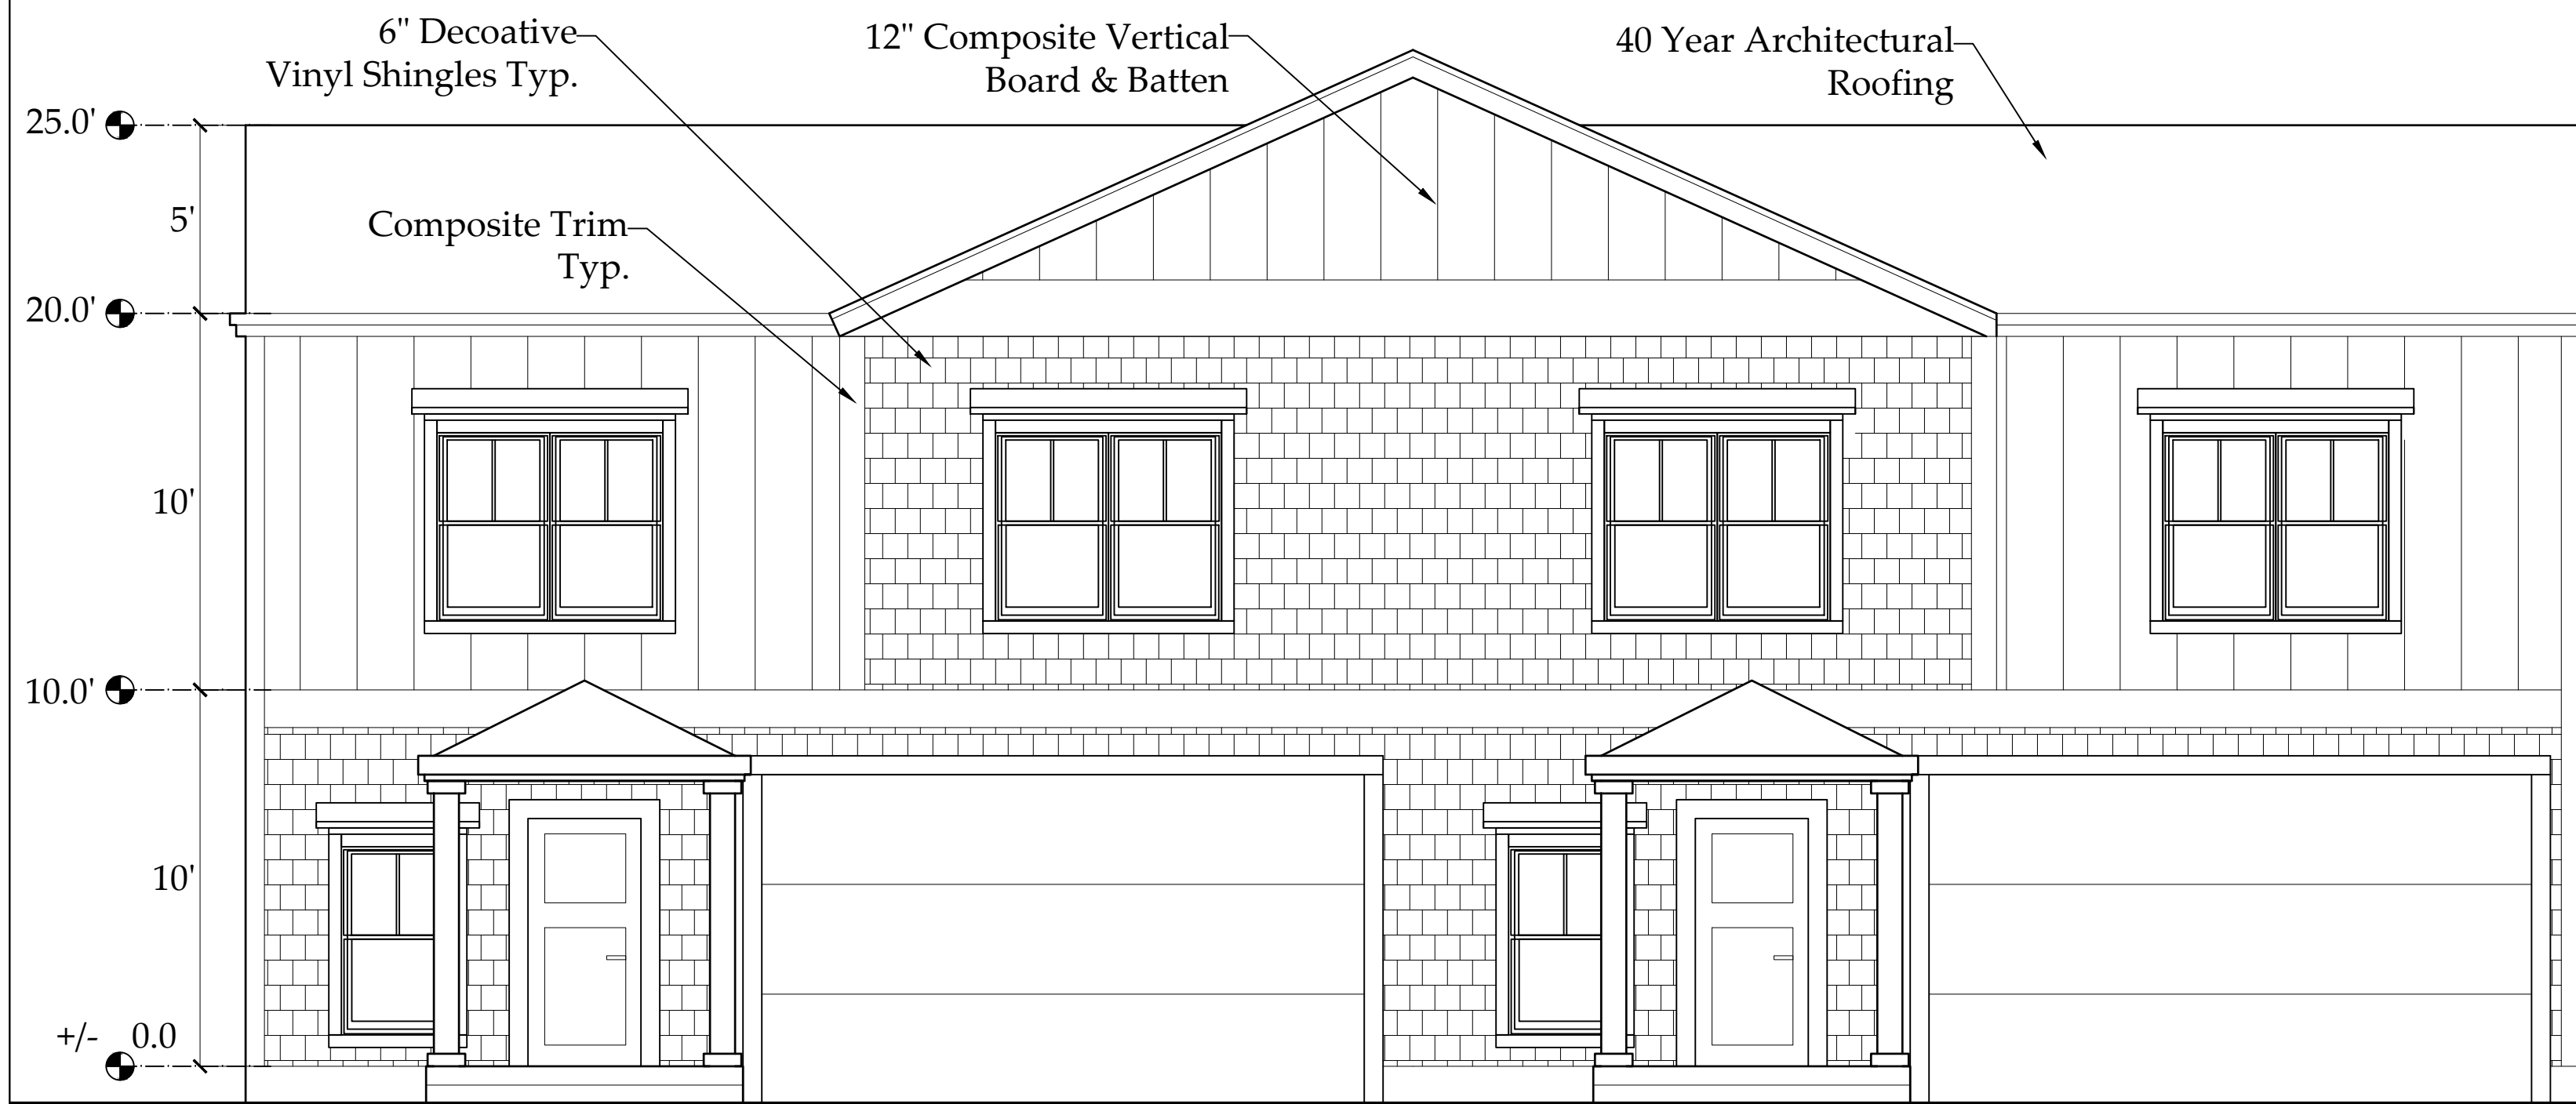 6" Decoative
Vinyl Shingles Typ.
12" Composite Vertical
Board & Batten
40 Year Architectural
Roofing
25.0'
5'
Composite Trim
Typ.
20.0'
10'
10.0'
10'
+/- 0.0